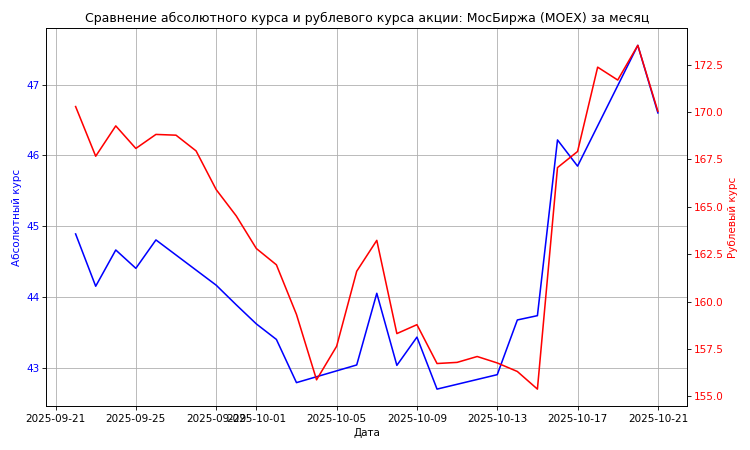 Сравнение абсолютного курса и рублевого курса акции: МосБиржа (MOEX) за месяц
47
46
45
44
43
Абсолютный курс
172.5
170.0
167.5
165.0
162.5
160.0
157.5
155.0
Рублевый курс
2025-09-21 2025-09-25 2025-09-29 2025-10-01 2025-10-05 2025-10-09 2025-10-13 2025-10-17 2025-10-21
Дата